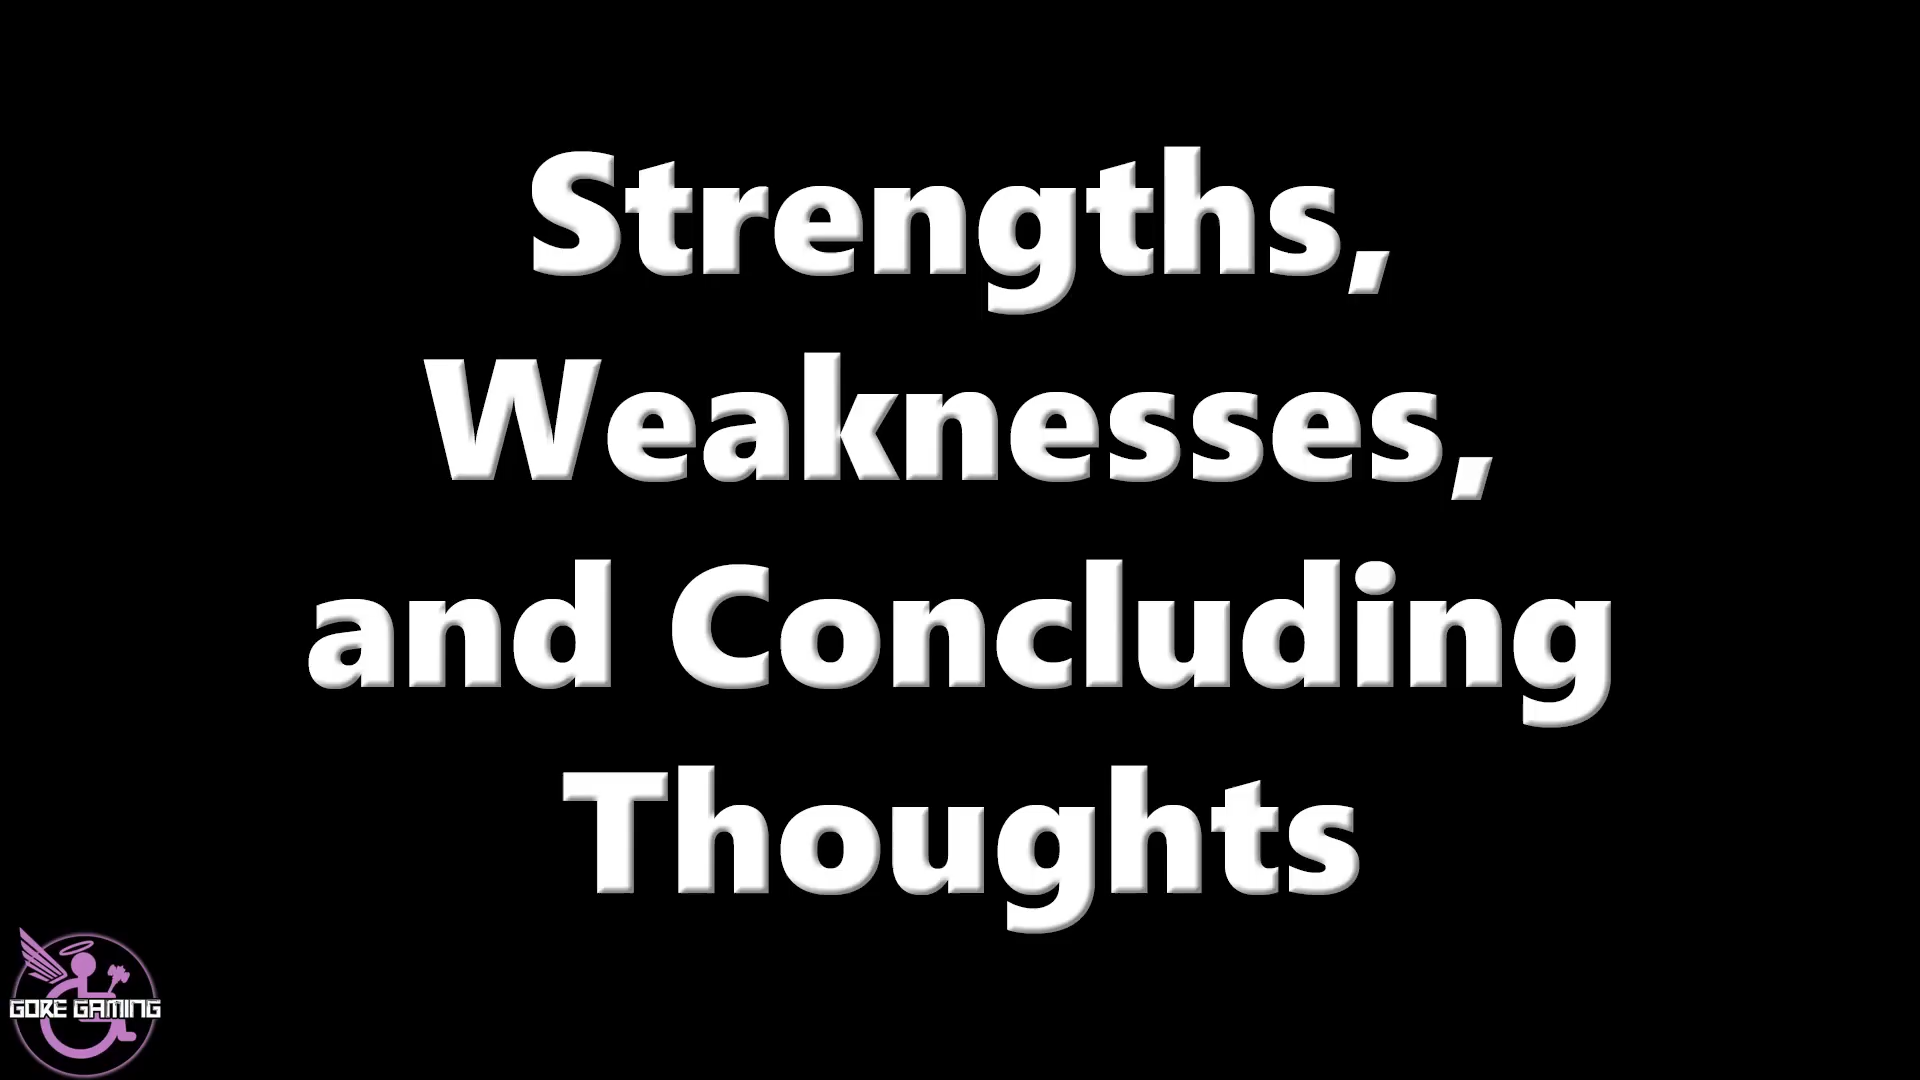 Strengths,
Weaknesses,
and Concluding
Thoughts
GORE GAMING